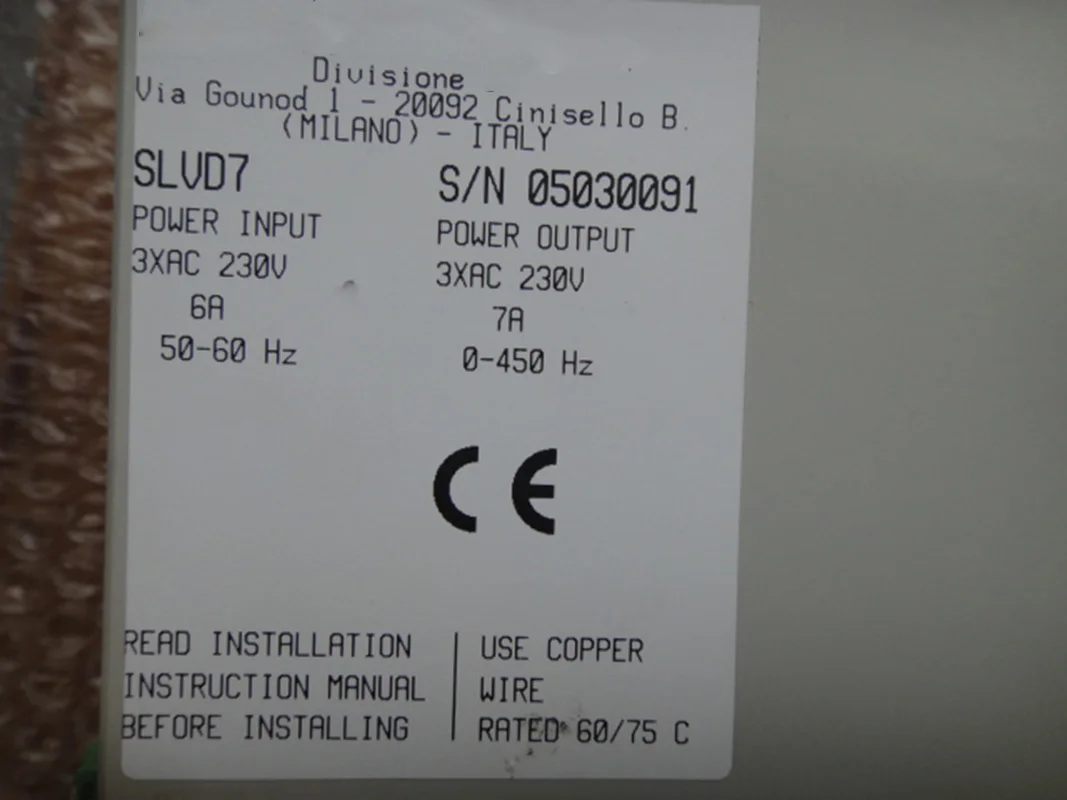 Divisione
Via Gounod 1 - 20092 Cinisello B.
(MILANO) - ITALY
SLVD7 S/N 05030091
POWER INPUT POWER OUTPUT
3XAC 230V 3XAC 230V
6A 7A
50-60 Hz 0-450 Hz
CE
READ INSTALLATION USE COPPER
INSTRUCTION MANUAL WIRE
BEFORE INSTALLING RATED 60/75 C